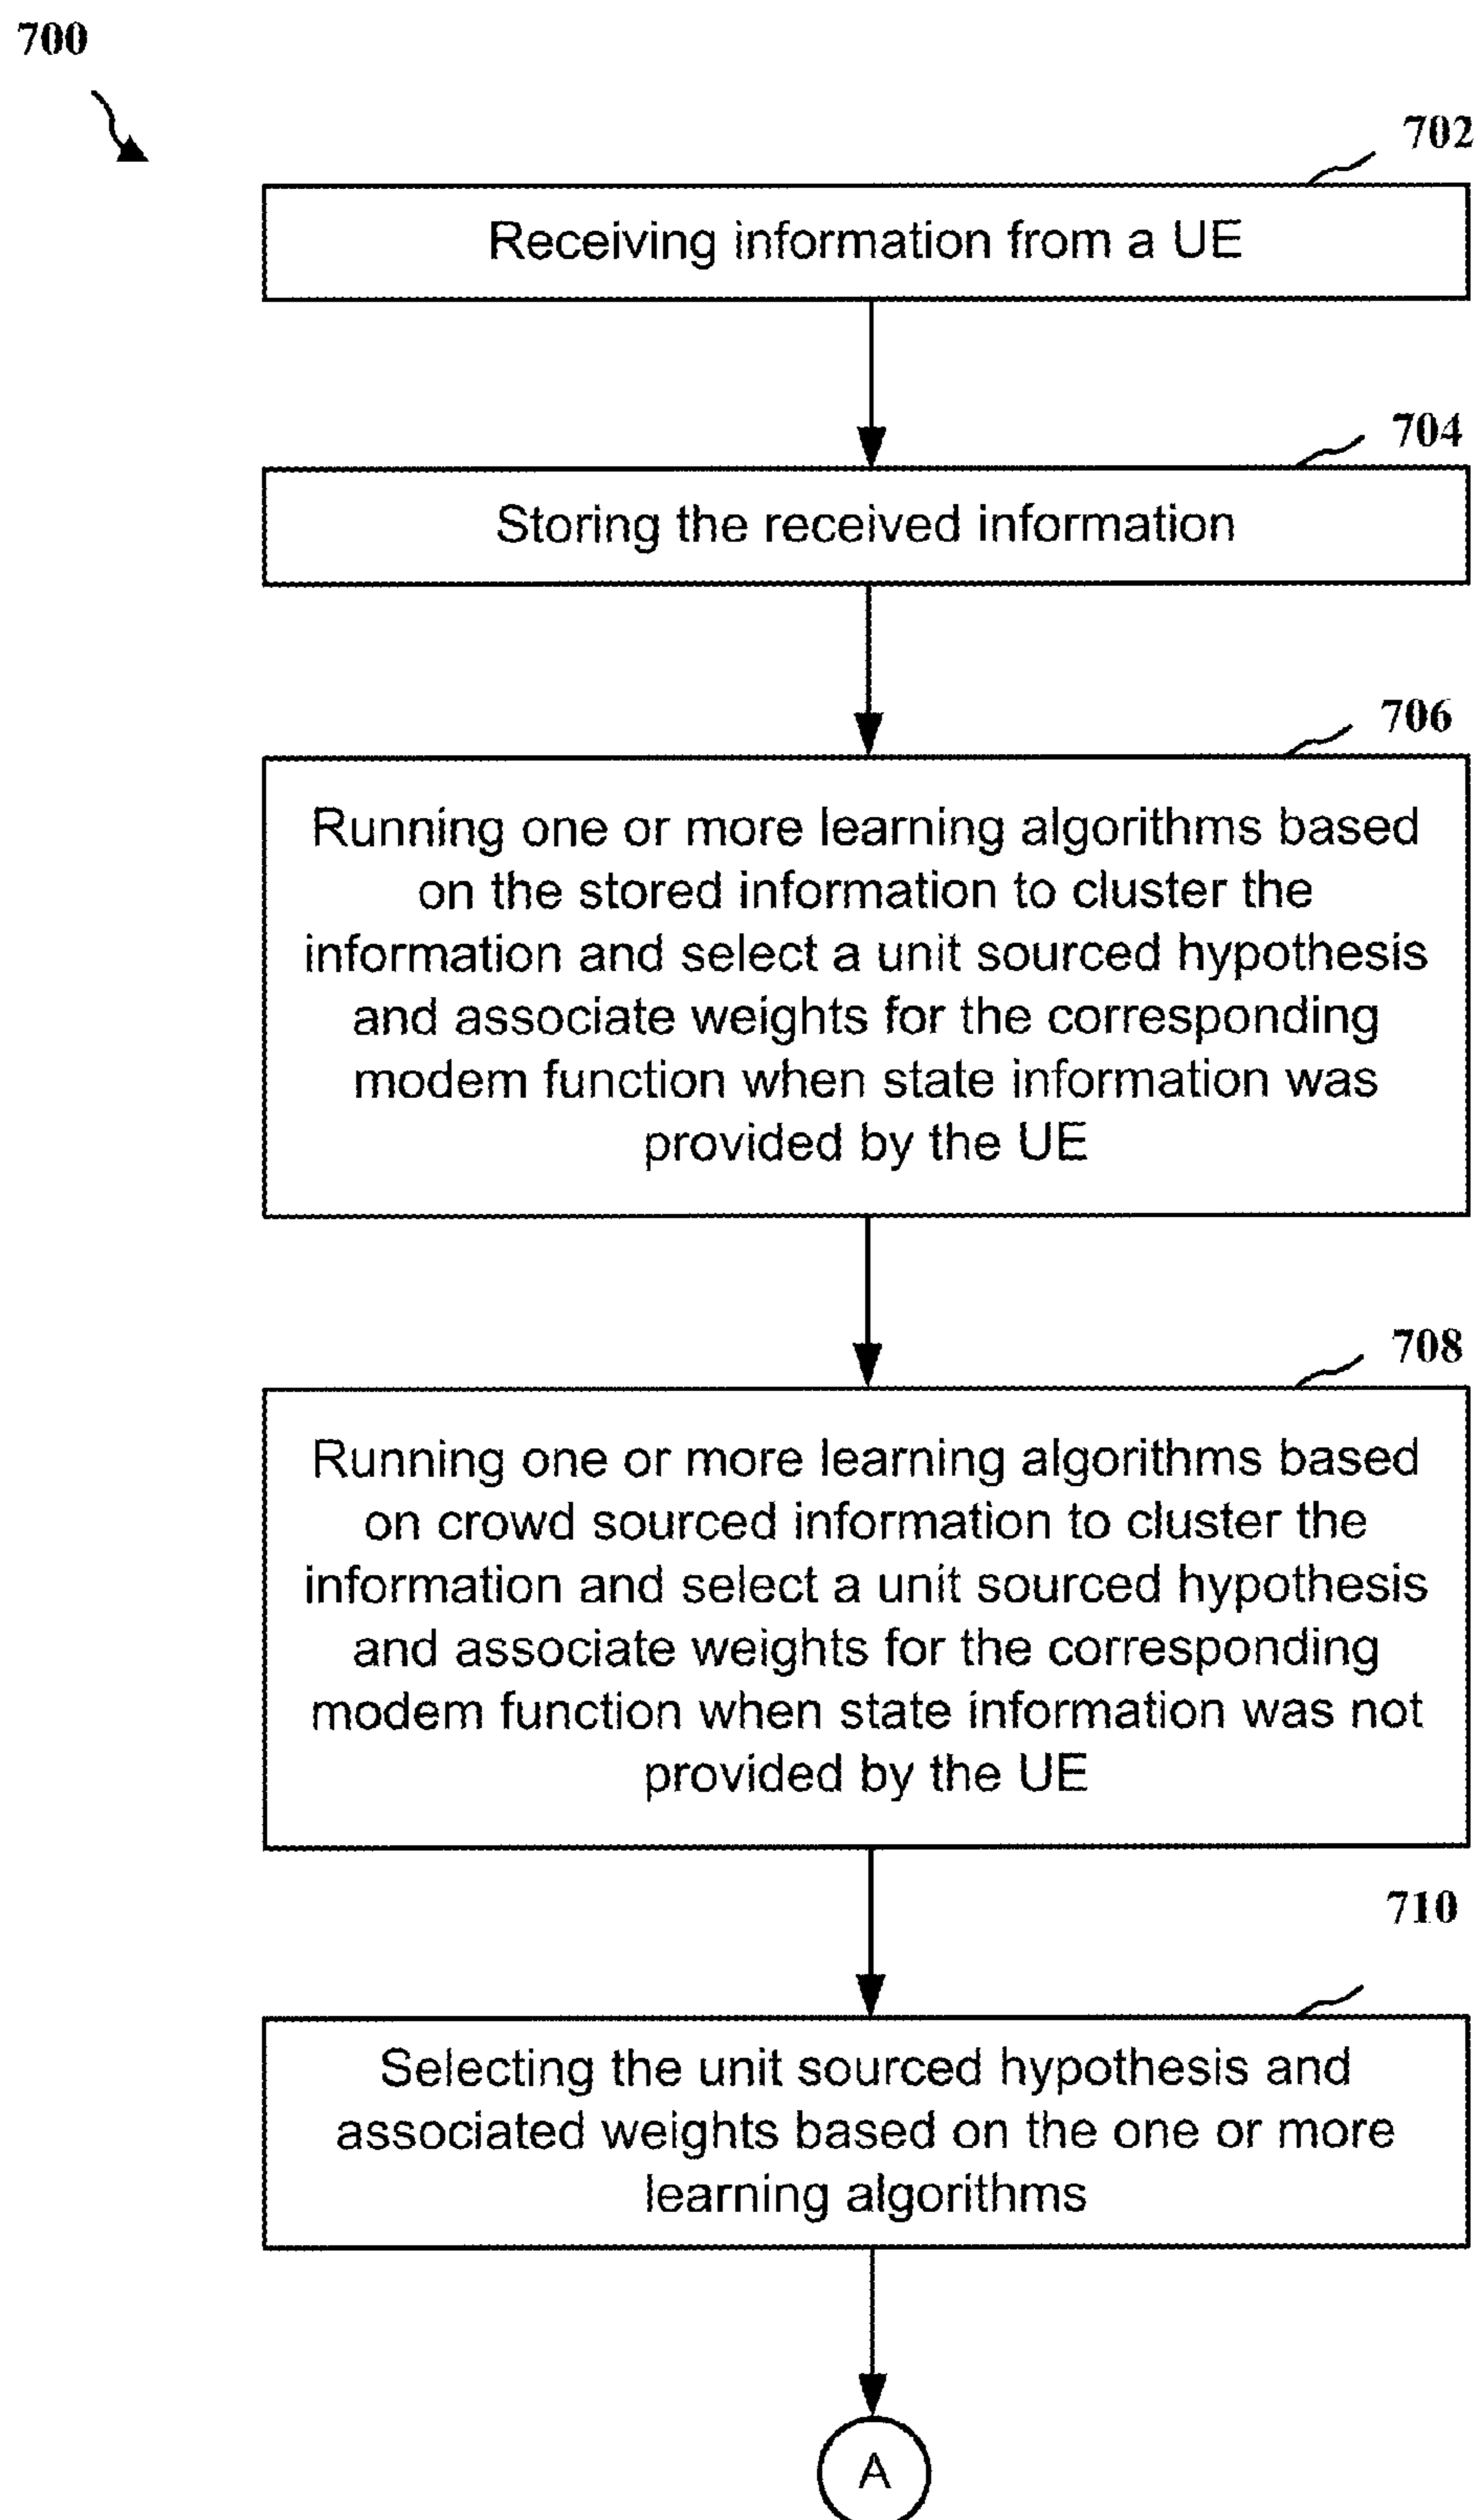 700
702
Receiving information from a UE
704
Storing the received information
706
Running one or more learning algorithms based
on the stored information to cluster the
information and select a unit sourced hypothesis
and associate weights for the corresponding
modem function when state information was
provided by the UE
708
Running one or more learning algorithms based
on crowd sourced information to cluster the
information and select a unit sourced hypothesis
and associate weights for the corresponding
modem function when state information was not
provided by the UE
710
Selecting the unit sourced hypothesis and
associated weights based on the one or more
learning algorithms
A